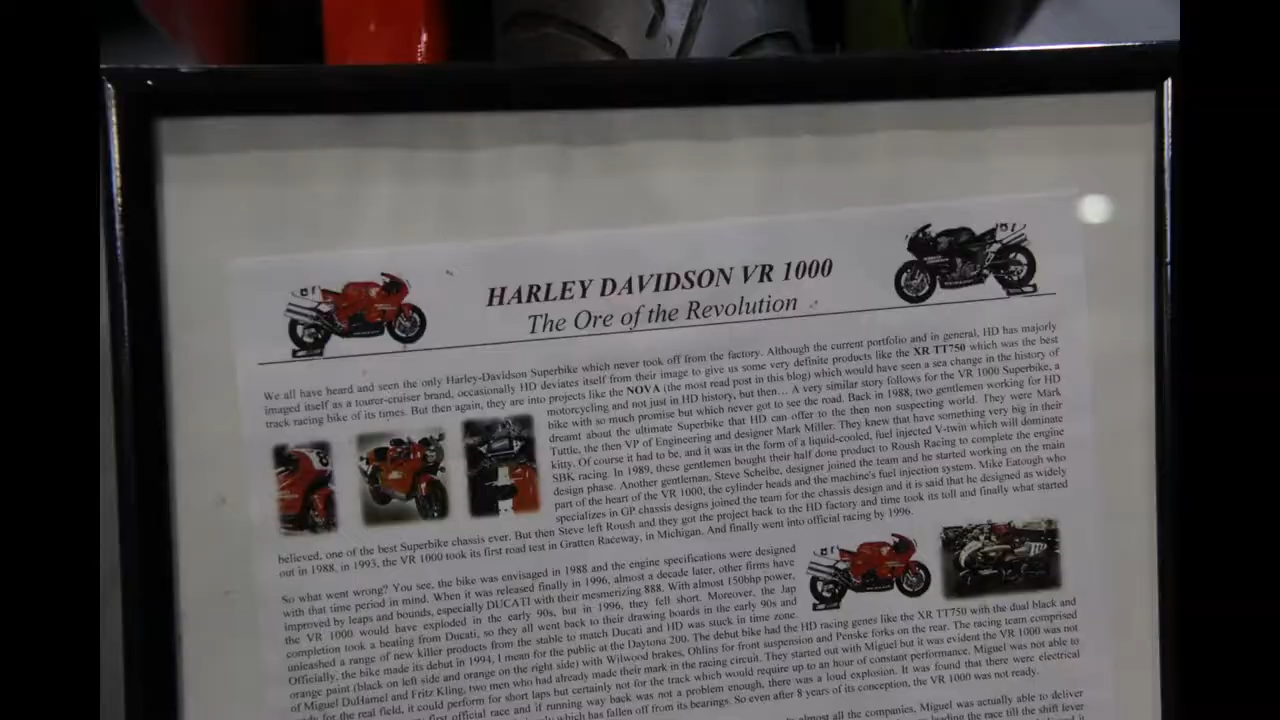 HARLEY DAVIDSON VR 1000
The Ore of the Revolution
We all have heard and seen the only Harley-Davidson Superbike which never took off from the factory. Although the current portfolio and in general, HD has majorly
imaged itself as a tourer-cruiser brand, occasionally HD deviates itself from their image to give us some very definite products like the XR TT750 which was the best
track racing bike of its times. But then again, they are into projects like the NOVA (the most read post in this blog) which would have seen a sea change in the history of
motorcycling and not just in HD history, but then… A very similar story follows for the VR 1000 Superbike, a
bike with so much promise but which never got to see the road. Back in 1988, two gentlemen working for HD
dreamt about the ultimate Superbike that HD can offer to the then non suspecting world. They were Mark
Tuttle, the then VP of Engineering and designer Mark Miller. They knew that have something very big in their
kitty. Of course it had to be, and it was in the form of a liquid-cooled, fuel injected V-twin which will dominate
SBK racing. In 1989, these gentlemen bought their half done product to Roush Racing to complete the engine
design phase. Another gentleman, Steve Scheibe, designer joined the team and he started working on the main
part of the heart of the VR 1000, the cylinder heads and the machine's fuel injection system. Mike Eatough who
specializes in GP chassis designs joined the team for the chassis design and it is said that he designed as widely
believed, one of the best Superbike chassis ever. But then Steve left Roush and they got the project back to the HD factory and time took its toll and finally what started
out in 1988, in 1993, the VR 1000 took its first road test in Gratten Raceway, in Michigan. And finally went into official racing by 1996.
So what went wrong? You see, the bike was envisaged in 1988 and the engine specifications were designed
with that time period in mind. When it was released finally in 1996, almost a decade later, other firms have
improved by leaps and bounds, especially DUCATI with their mesmerizing 888. With almost 150bhp power,
the VR 1000 would have exploded in the early 90s, but in 1996, they fell short. Moreover, the Jap
completion took a beating from Ducati, so they all went back to their drawing boards in the early 90s and
unleashed a range of new killer products from the stable to match Ducati and HD was stuck in time zone.
Officially, the bike made its debut in 1994, I mean for the public at the Daytona 200. The debut bike had the HD racing genes like the XR TT750 with the dual black and
orange paint (black on left side and orange on the right side) with Wilwood brakes, Ohlins for front suspension and Penske forks on the rear. The racing team comprised
of Miguel DuHamel and Fritz Kling, two men who had already made their mark in the racing circuit. They started out with Miguel but it was evident the VR 1000 was not
ready for the real field, it could perform for short laps but certainly not for the track which would require up to an hour of constant performance. Miguel was not able to
first official race and if running way back was not a problem enough, there was a loud explosion. It was found that there were electrical
which has fallen off from its bearings. So even after 8 years of its conception, the VR 1000 was not ready.
almost all the companies, Miguel was actually able to deliver
leading the race till the shift lever